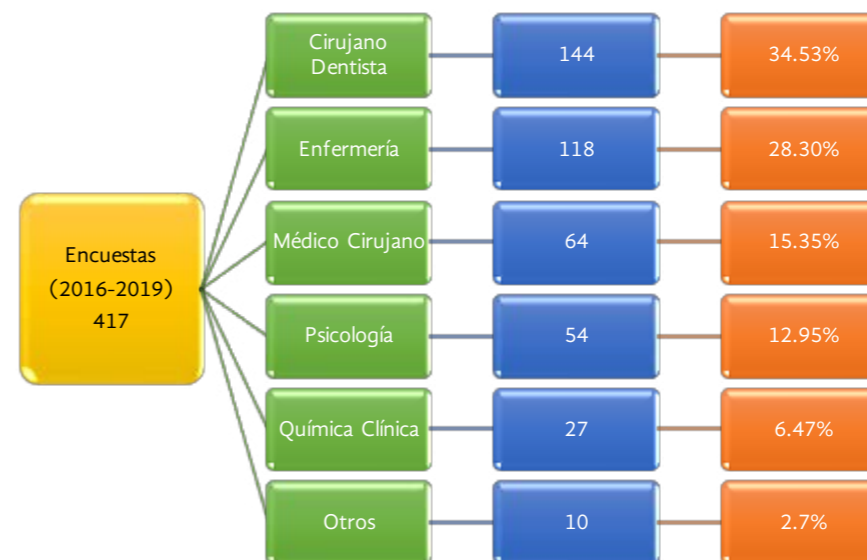 Encuestas
(2016-2019)
417
Cirujano
Dentista
144
34.53%
Enfermería
118
28.30%
Médico Cirujano
64
15.35%
Psicología
54
12.95%
Química Clínica
27
6.47%
Otros
10
2.7%